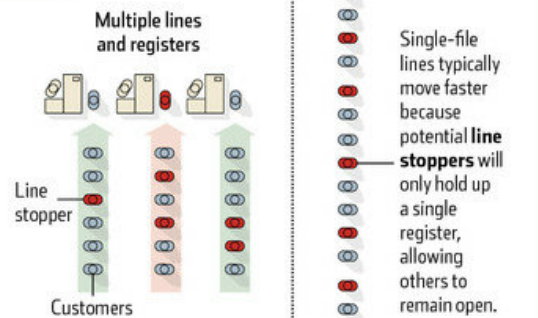 Multiple lines
and registers
Line
stopper
Customers
Single-file
lines typically
move faster
because
potential line
stoppers will
only hold up
a single
register,
allowing
others to
remain open.